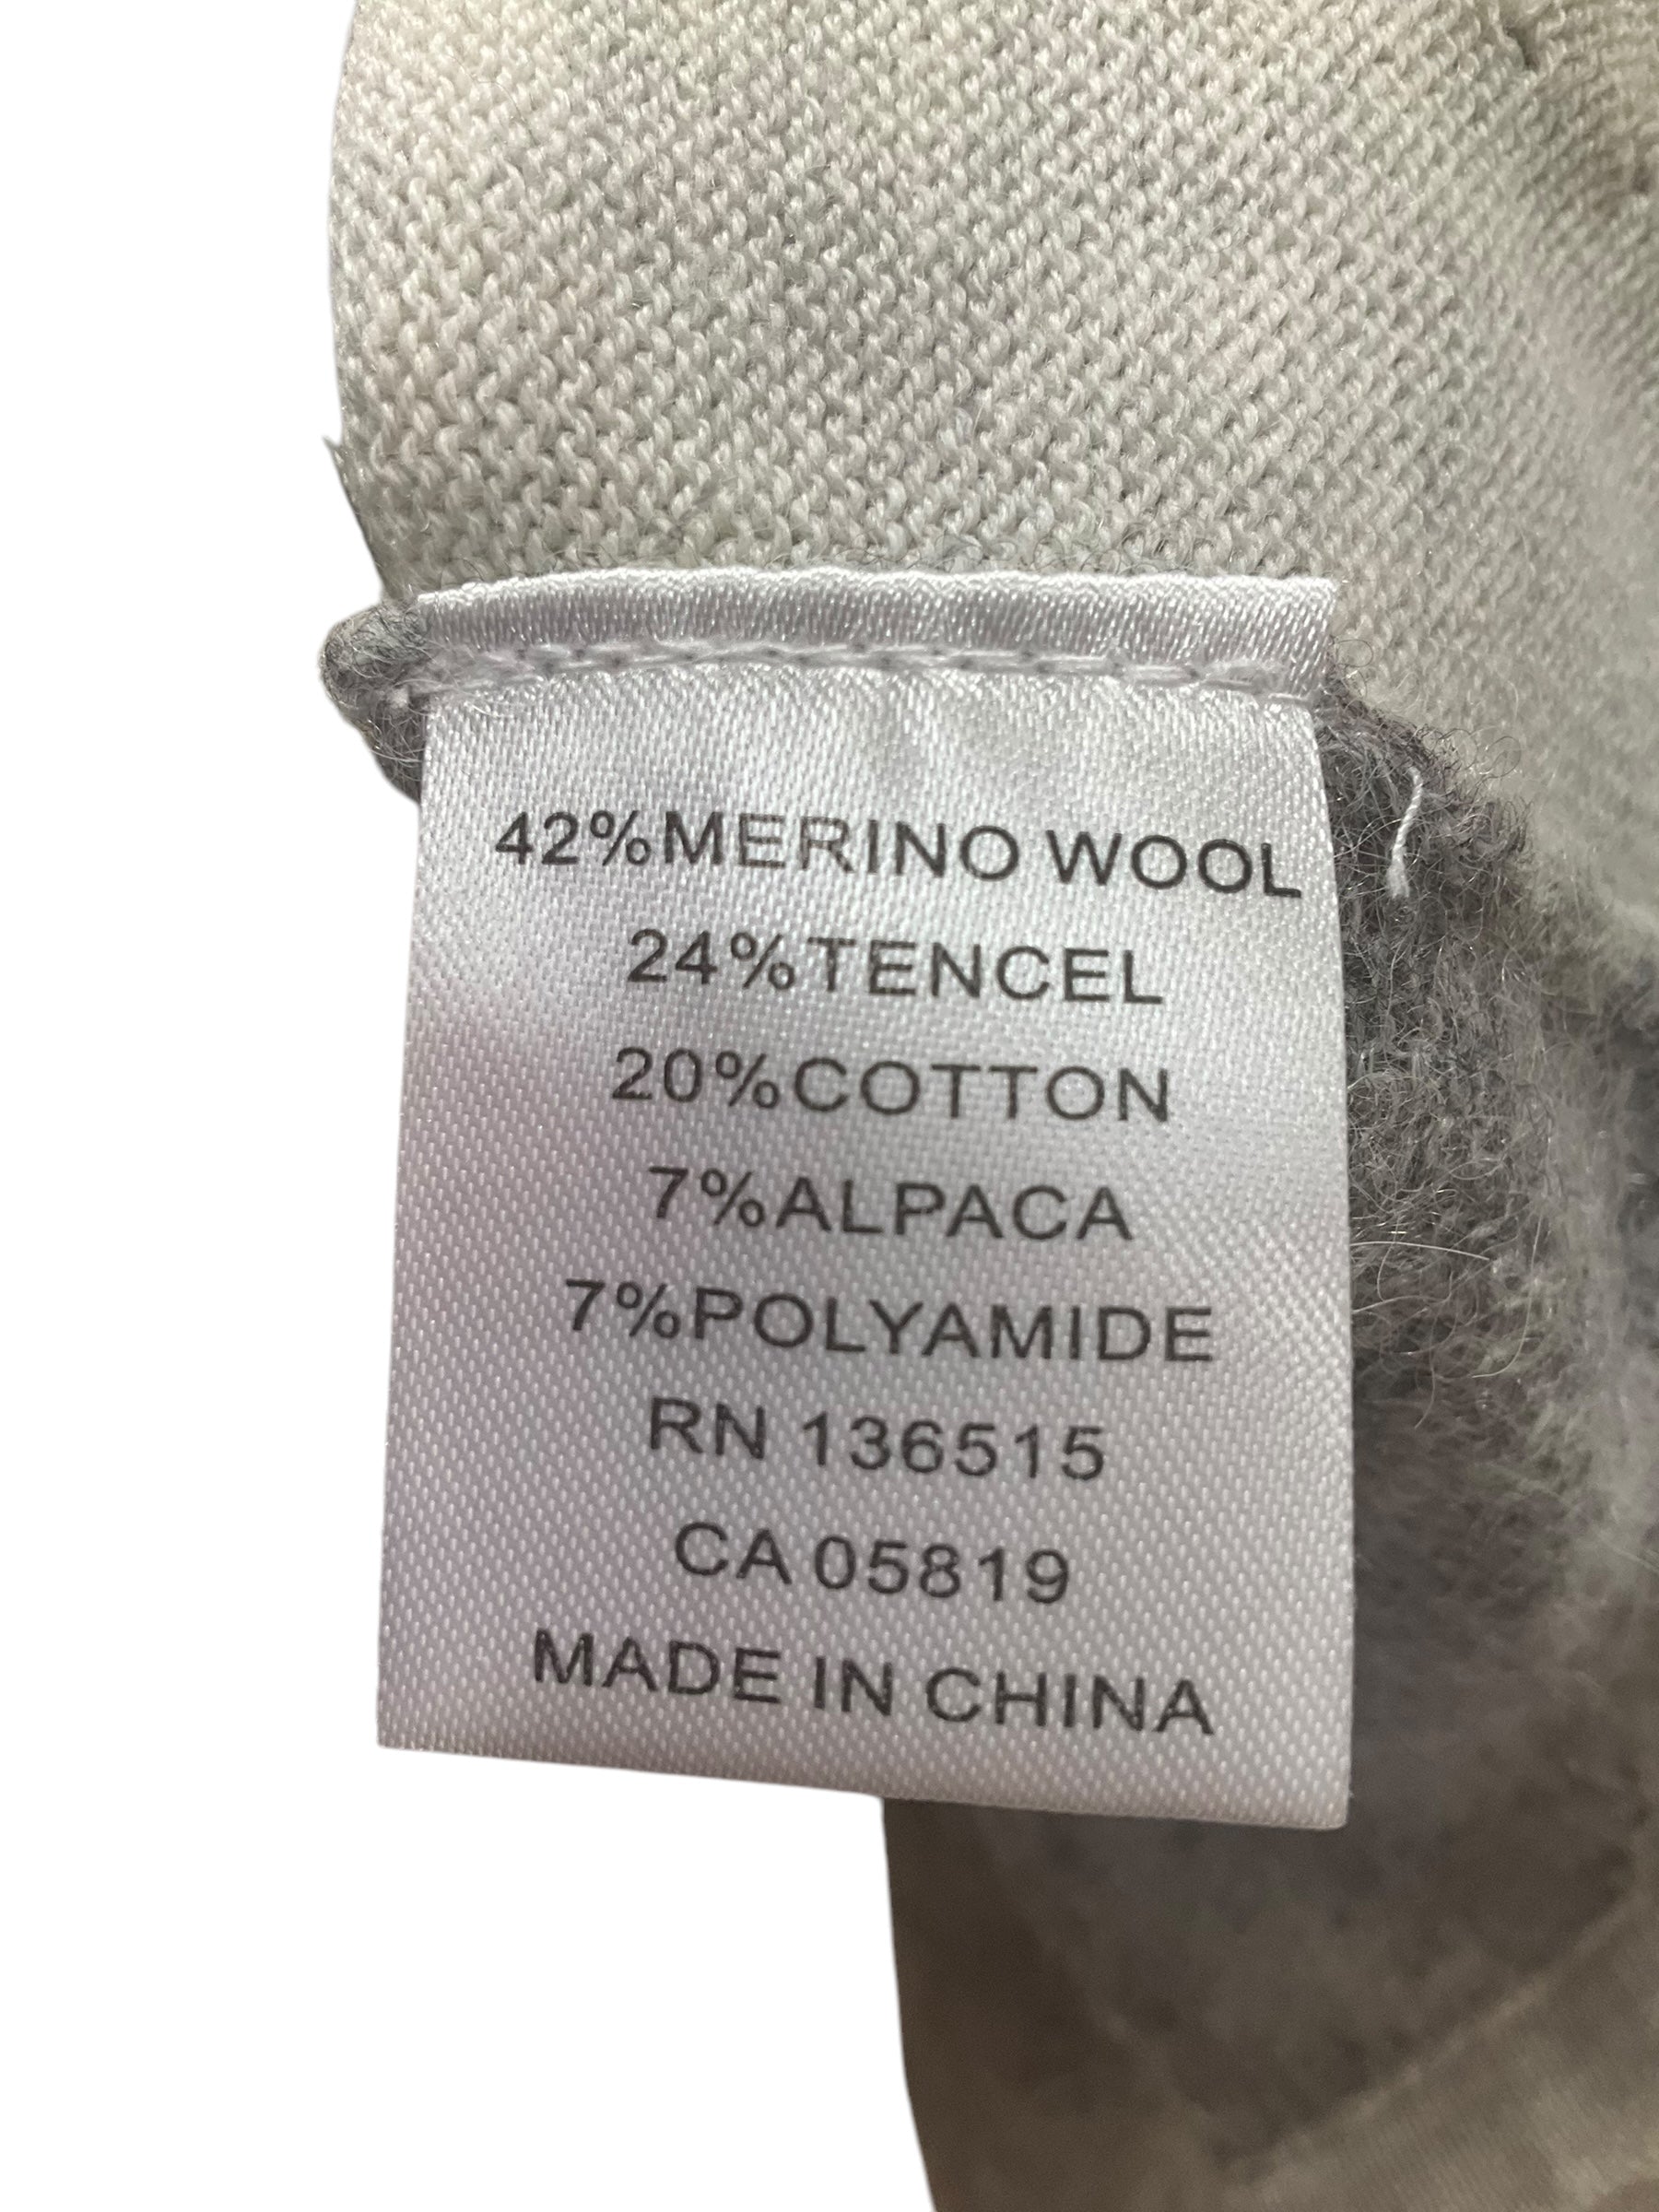 42%MERINO WOOL
24%TENCEL
20%COTTON
7%ALPACA
7%POLYAMIDE
RN 136515
CA 05819
MADE IN CHINA